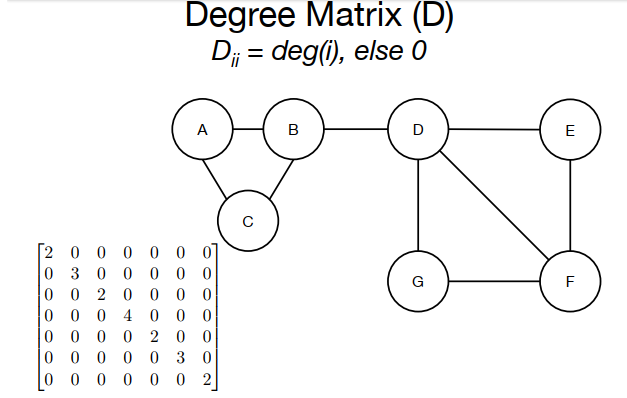 Degree Matrix (D)
D_ii = deg(i), else 0
A B D E
C
2 0 0 0 0 0 0
0 3 0 0 0 0 0
0 0 2 0 0 0 0
0 0 0 4 0 0 0
0 0 0 0 2 0 0
0 0 0 0 0 3 0
0 0 0 0 0 0 2
G F